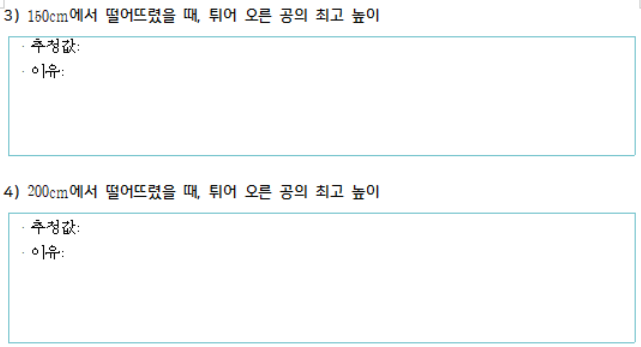 3) 150cm에서 떨어뜨렸을 때, 튀어 오른 공의 최고 높이
· 추정값:
· 이유:
4) 200cm에서 떨어뜨렸을 때, 튀어 오른 공의 최고 높이
· 추정값:
· 이유: